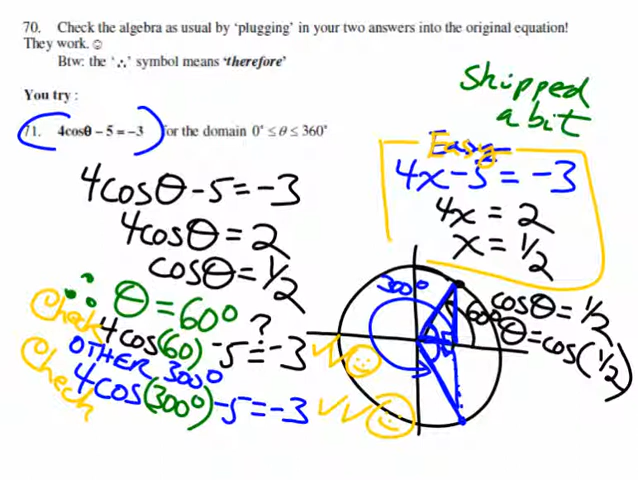 70. Check the algebra as usual by ‘plugging’ in your two answers into the original equation!
They work. ☺
Btw: the ‘∴’ symbol means ‘therefore’
You try :
71. 4cosθ – 5 = –3 for the domain 0° ≤ θ ≤ 360°
Skipped
a bit
Easy
4x-5 = -3
4x = 2
x = 1/2
4cosθ-5=-3
4cosθ=2
cosθ=1/2
∴ θ=60°
Check 4cos(60)-5=-3 ?
OTHER 300°
Check 4cos(300°)-5=-3
300°
60°
cosθ=1/2
θ=cos(1/2)